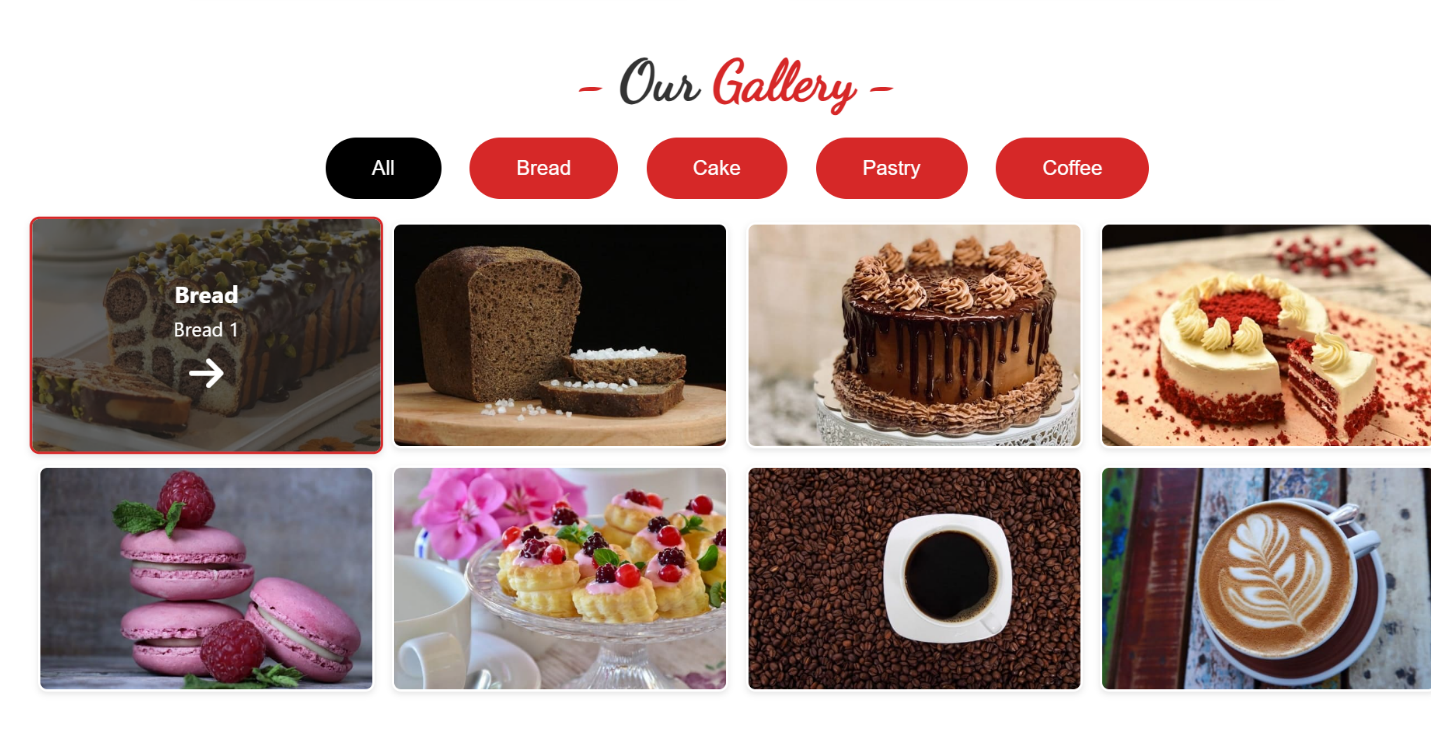 - Our Gallery -
All
Bread
Cake
Pastry
Coffee
Bread
Bread 1